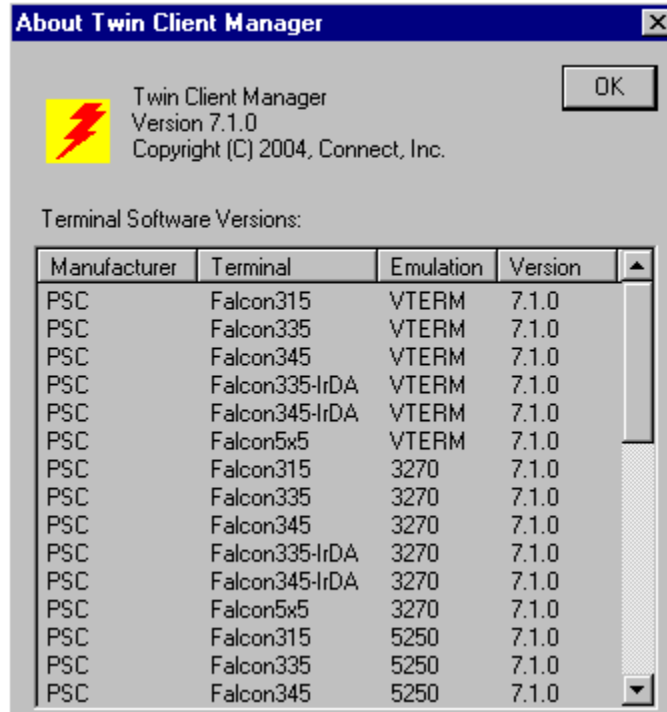 About Twin Client Manager
OK
Twin Client Manager
Version 7.1.0
Copyright (C) 2004, Connect, Inc.
Terminal Software Versions:
Manufacturer Terminal Emulation Version
PSC Falcon315 VTERM 7.1.0
PSC Falcon335 VTERM 7.1.0
PSC Falcon345 VTERM 7.1.0
PSC Falcon335-IrDA VTERM 7.1.0
PSC Falcon345-IrDA VTERM 7.1.0
PSC Falcon5x5 VTERM 7.1.0
PSC Falcon315 3270 7.1.0
PSC Falcon335 3270 7.1.0
PSC Falcon345 3270 7.1.0
PSC Falcon335-IrDA 3270 7.1.0
PSC Falcon345-IrDA 3270 7.1.0
PSC Falcon5x5 3270 7.1.0
PSC Falcon315 5250 7.1.0
PSC Falcon335 5250 7.1.0
PSC Falcon345 5250 7.1.0